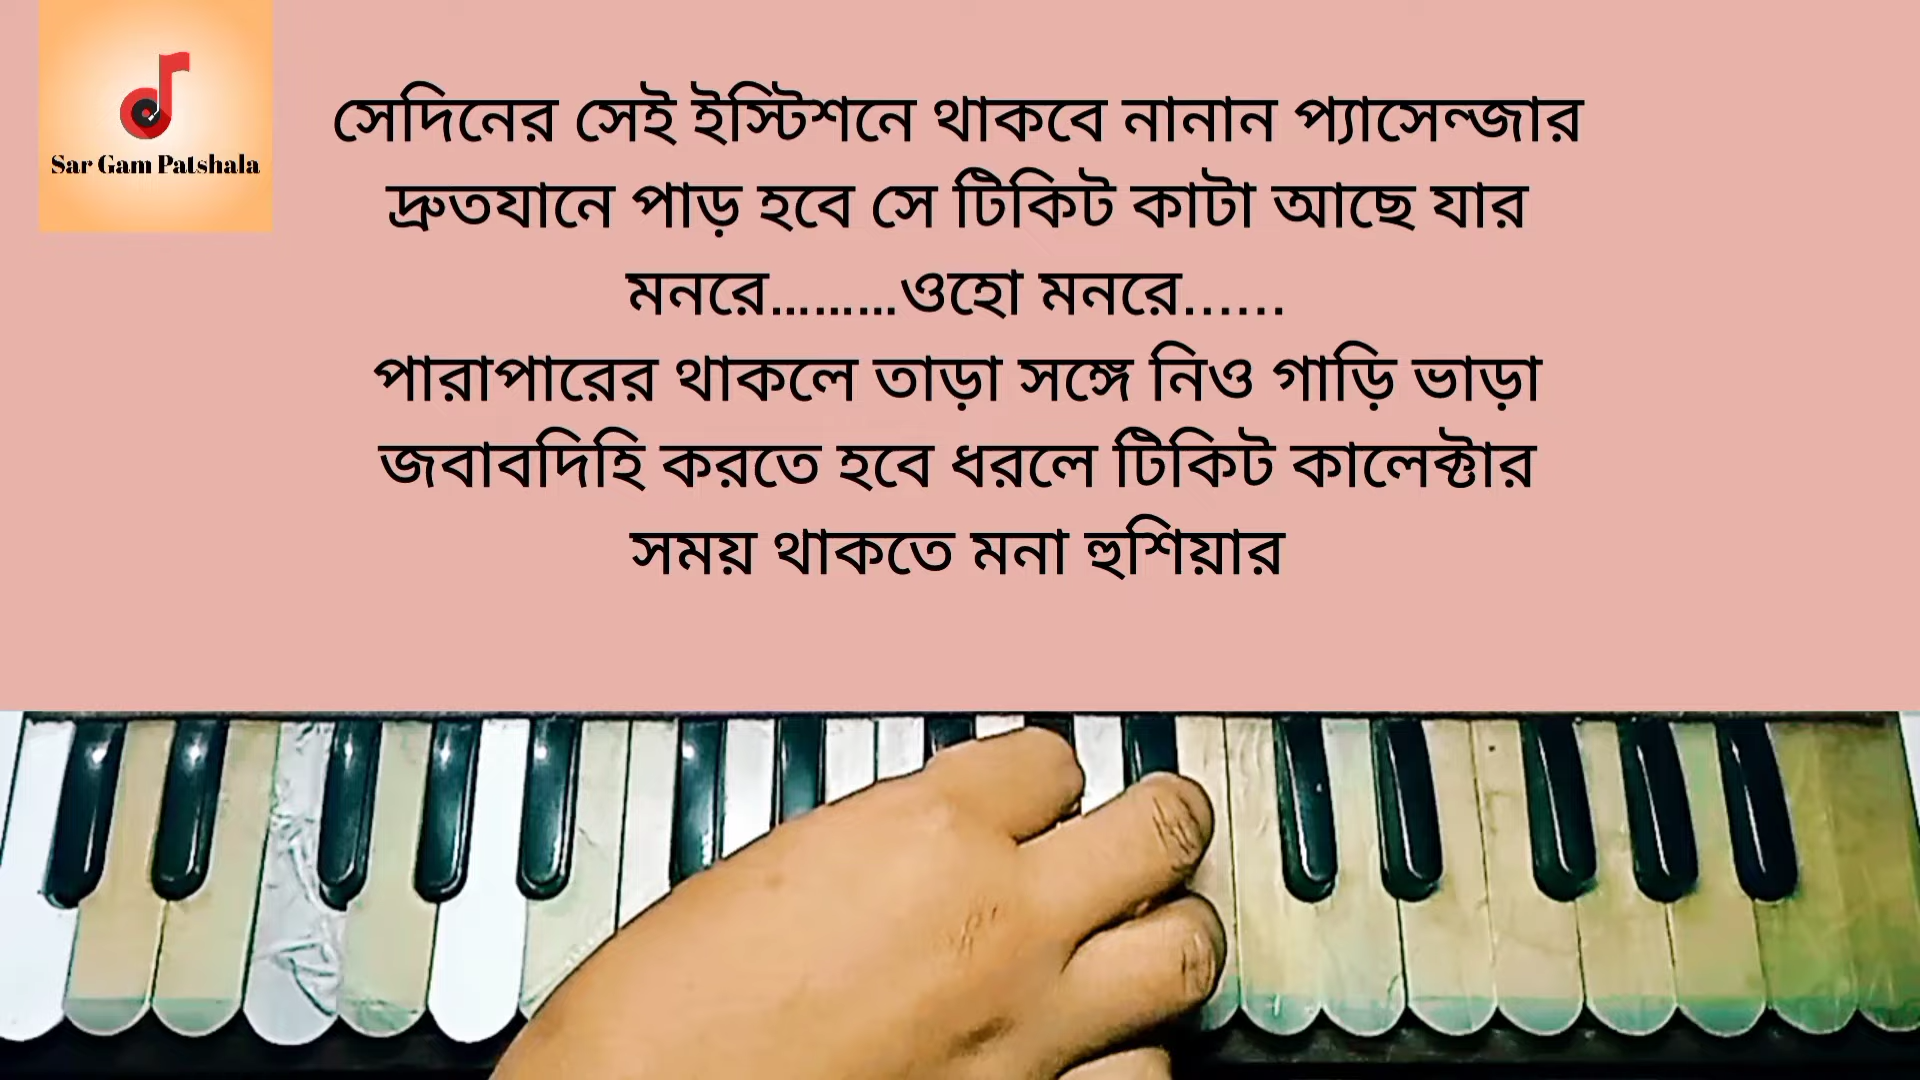 Sar Gam Patshala
সেদিনের সেই ইস্টিশনে থাকবে নানান প্যাসেন্জার
দ্রুতযানে পাড় হবে সে টিকিট কাটা আছে যার
মনরে.........ওহো মনরে......
পারাপারের থাকলে তাড়া সঙ্গে নিও গাড়ি ভাড়া
জবাবদিহি করতে হবে ধরলে টিকিট কালেক্টার
সময় থাকতে মনা হুশিয়ার